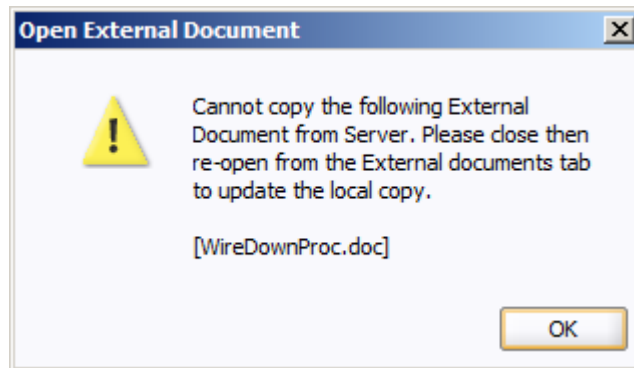 Open External Document
Cannot copy the following External
Document from Server. Please close then
re-open from the External documents tab
to update the local copy.
[WireDownProc.doc]
OK